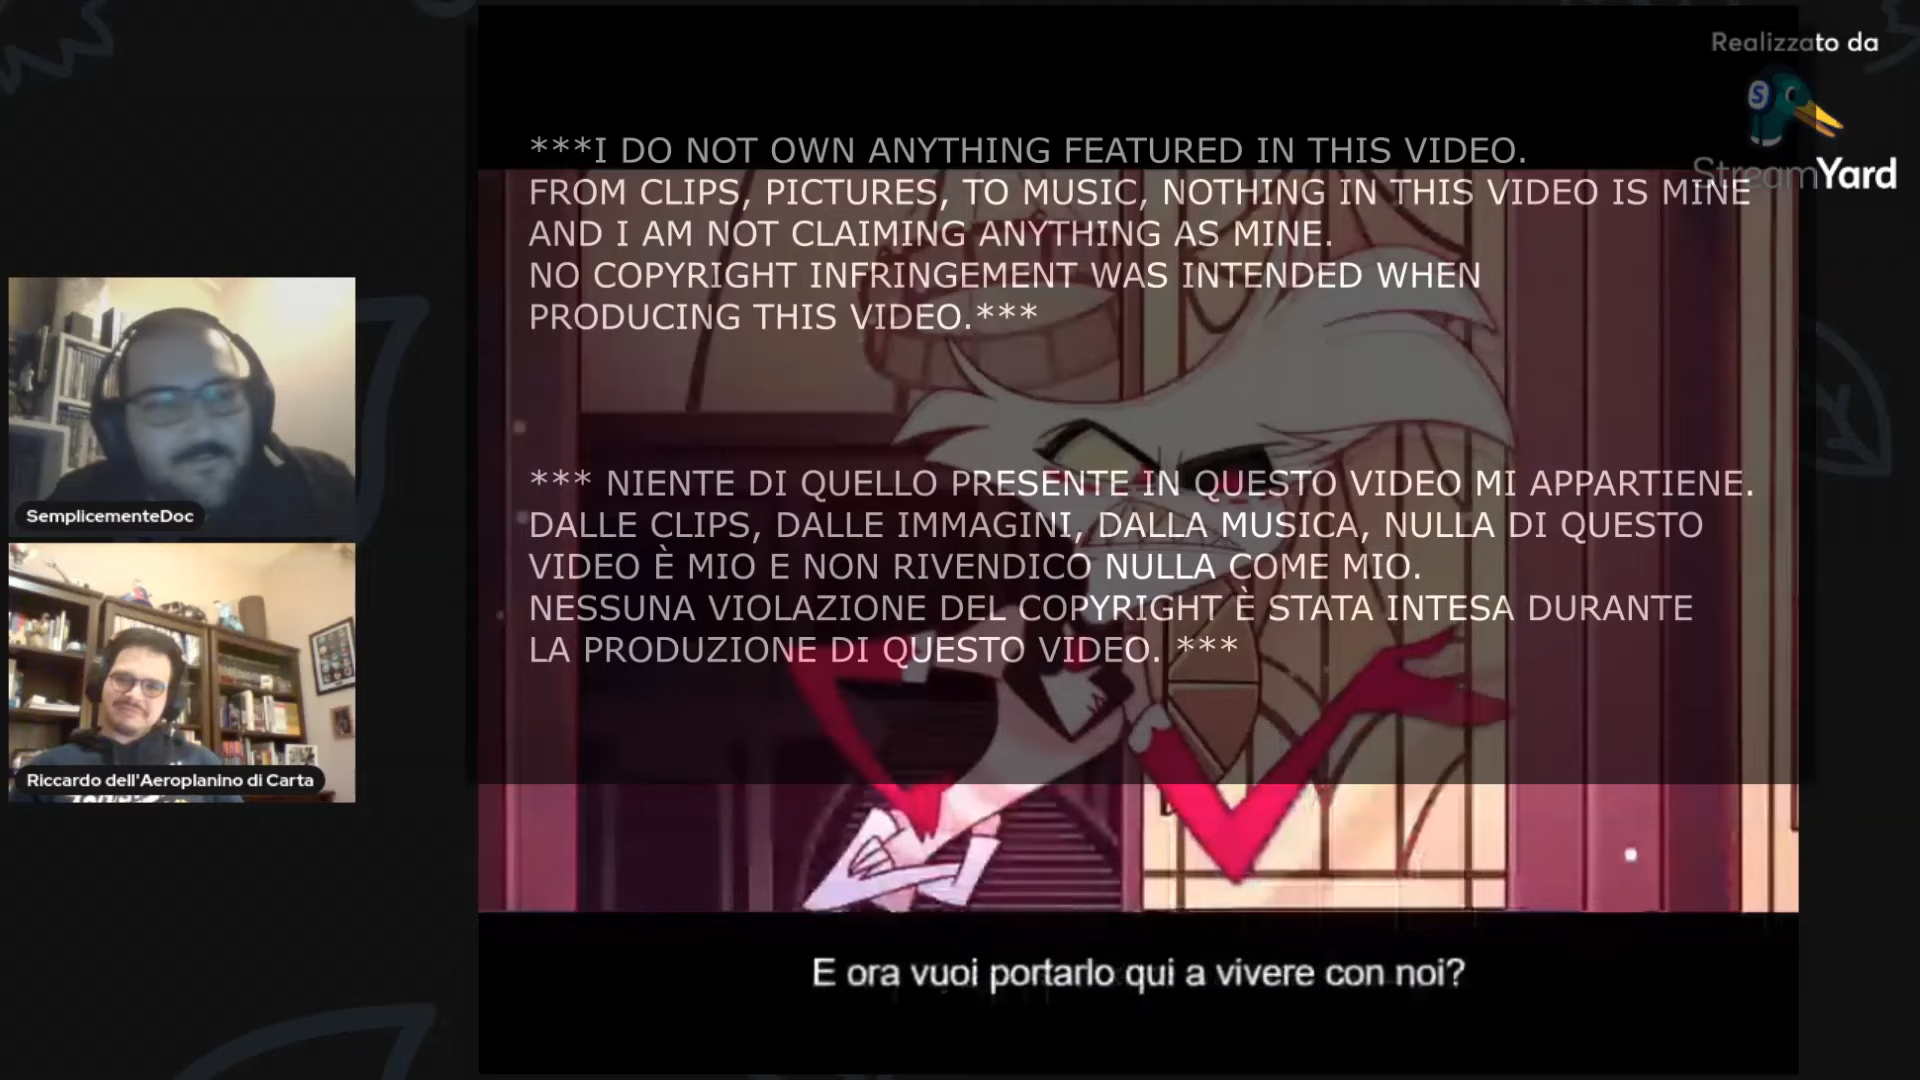 Realizzato da
StreamYard
***I DO NOT OWN ANYTHING FEATURED IN THIS VIDEO.
FROM CLIPS, PICTURES, TO MUSIC, NOTHING IN THIS VIDEO IS MINE
AND I AM NOT CLAIMING ANYTHING AS MINE.
NO COPYRIGHT INFRINGEMENT WAS INTENDED WHEN
PRODUCING THIS VIDEO.***
*** NIENTE DI QUELLO PRESENTE IN QUESTO VIDEO MI APPARTIENE.
DALLE CLIPS, DALLE IMMAGINI, DALLA MUSICA, NULLA DI QUESTO
VIDEO È MIO E NON RIVENDICO NULLA COME MIO.
NESSUNA VIOLAZIONE DEL COPYRIGHT È STATA INTESA DURANTE
LA PRODUZIONE DI QUESTO VIDEO. ***
SemplicementeDoc
Riccardo dell'Aeroplanino di Carta
E ora vuoi portarlo qui a vivere con noi?